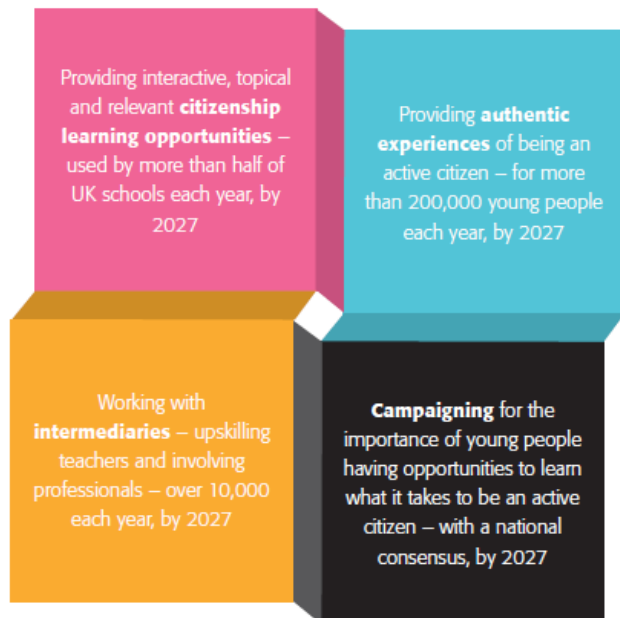 Providing interactive, topical
and relevant citizenship
learning opportunities –
used by more than half of
UK schools each year, by
2027
Providing authentic
experiences of being an
active citizen – for more
than 200,000 young people
each year, by 2027
Working with
intermediaries – upskilling
teachers and involving
professionals – over 10,000
each year, by 2027
Campaigning for the
importance of young people
having opportunities to learn
what it takes to be an active
citizen – with a national
consensus, by 2027